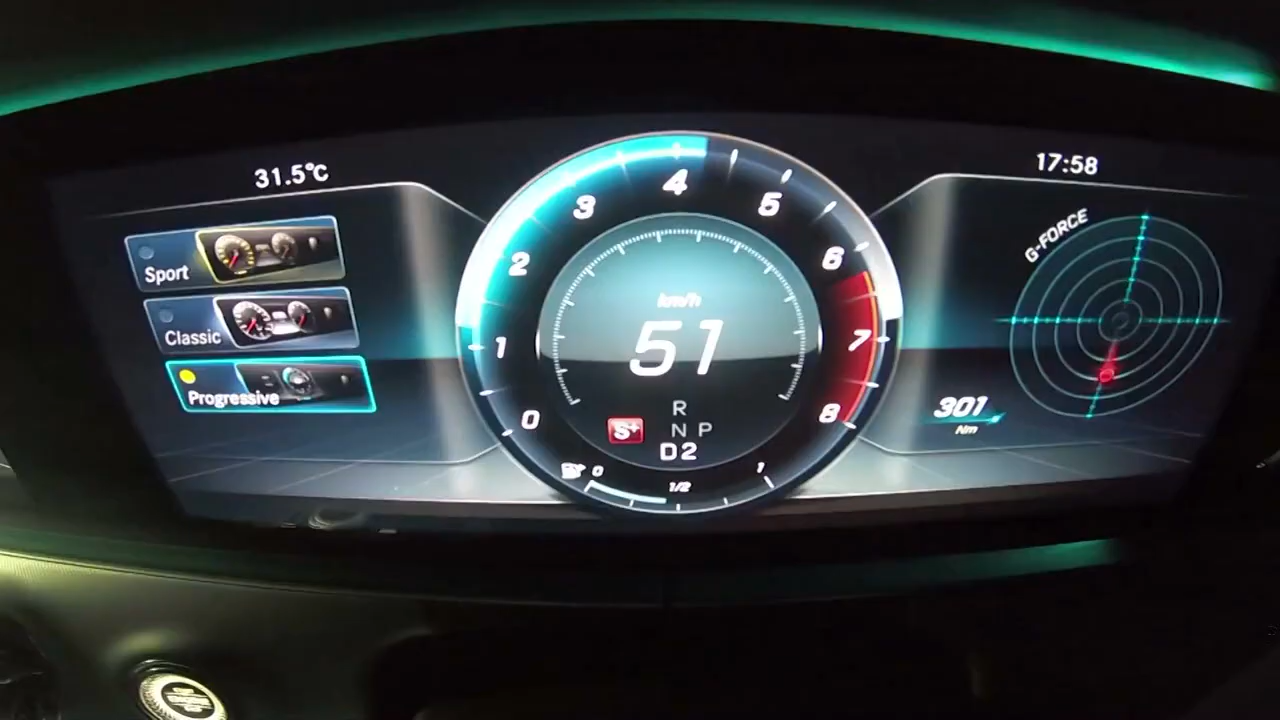 31.5°C
17:58
Sport
Classic
Progressive
0
1
2
3
4
5
6
7
8
km/h
51
R
S+ N P
D2
0 1/2 1
G-FORCE
301
Nm